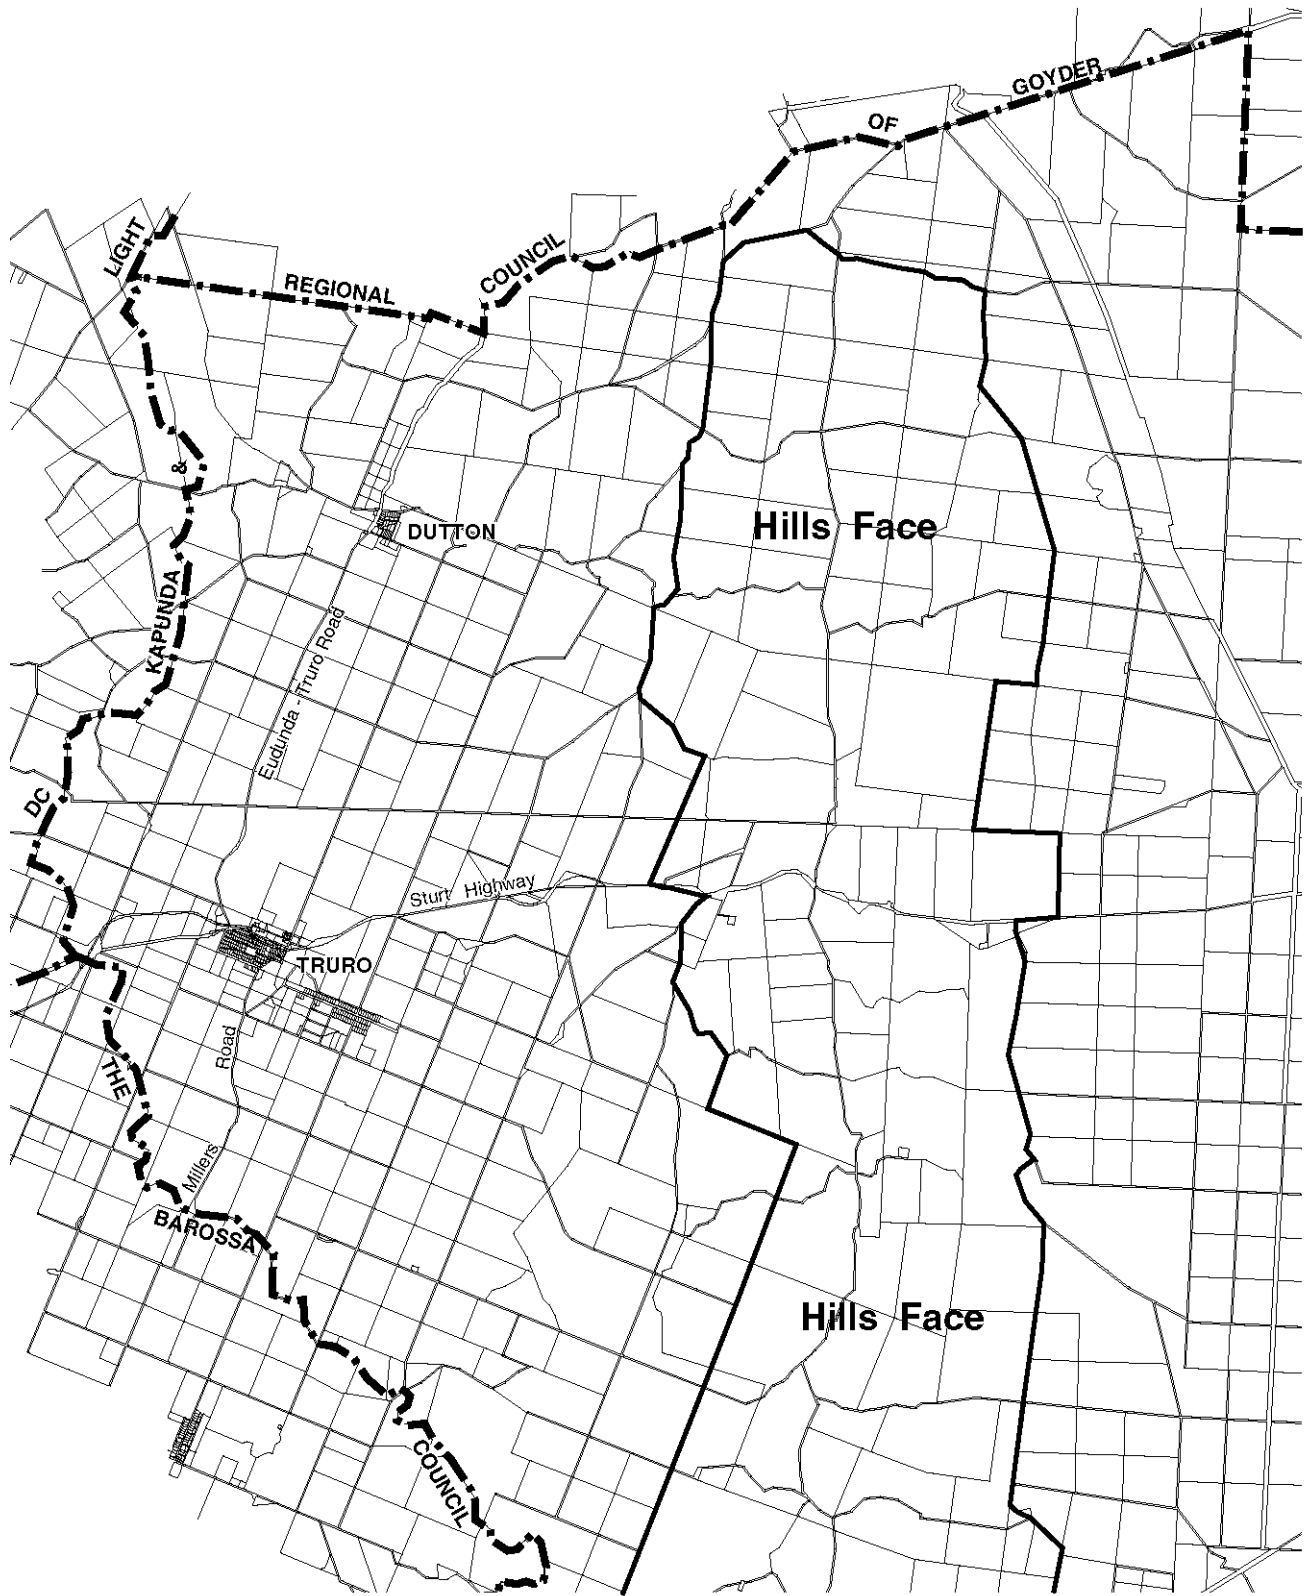 GOYDER
OF
COUNCIL
REGIONAL
LIGHT
&
KAPUNDA
DC
DUTTON
Hills Face
Eudunda - Truro Road
Sturt Highway
TRURO
Road
Millers
THE
BAROSSA
COUNCIL
Hills Face